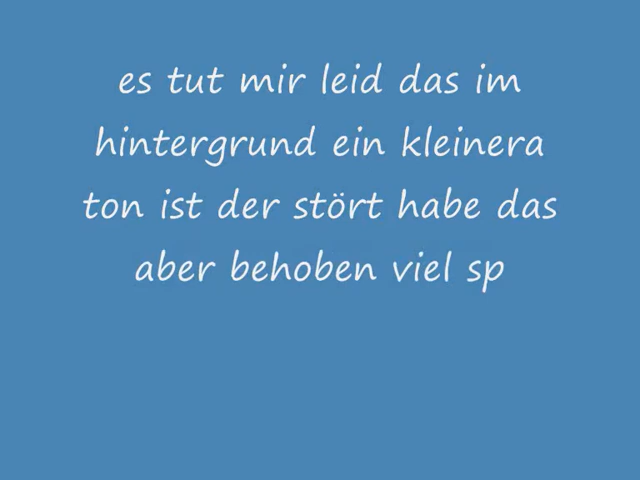 es tut mir leid das im
hintergrund ein kleinera
ton ist der stört habe das
aber behoben viel sp